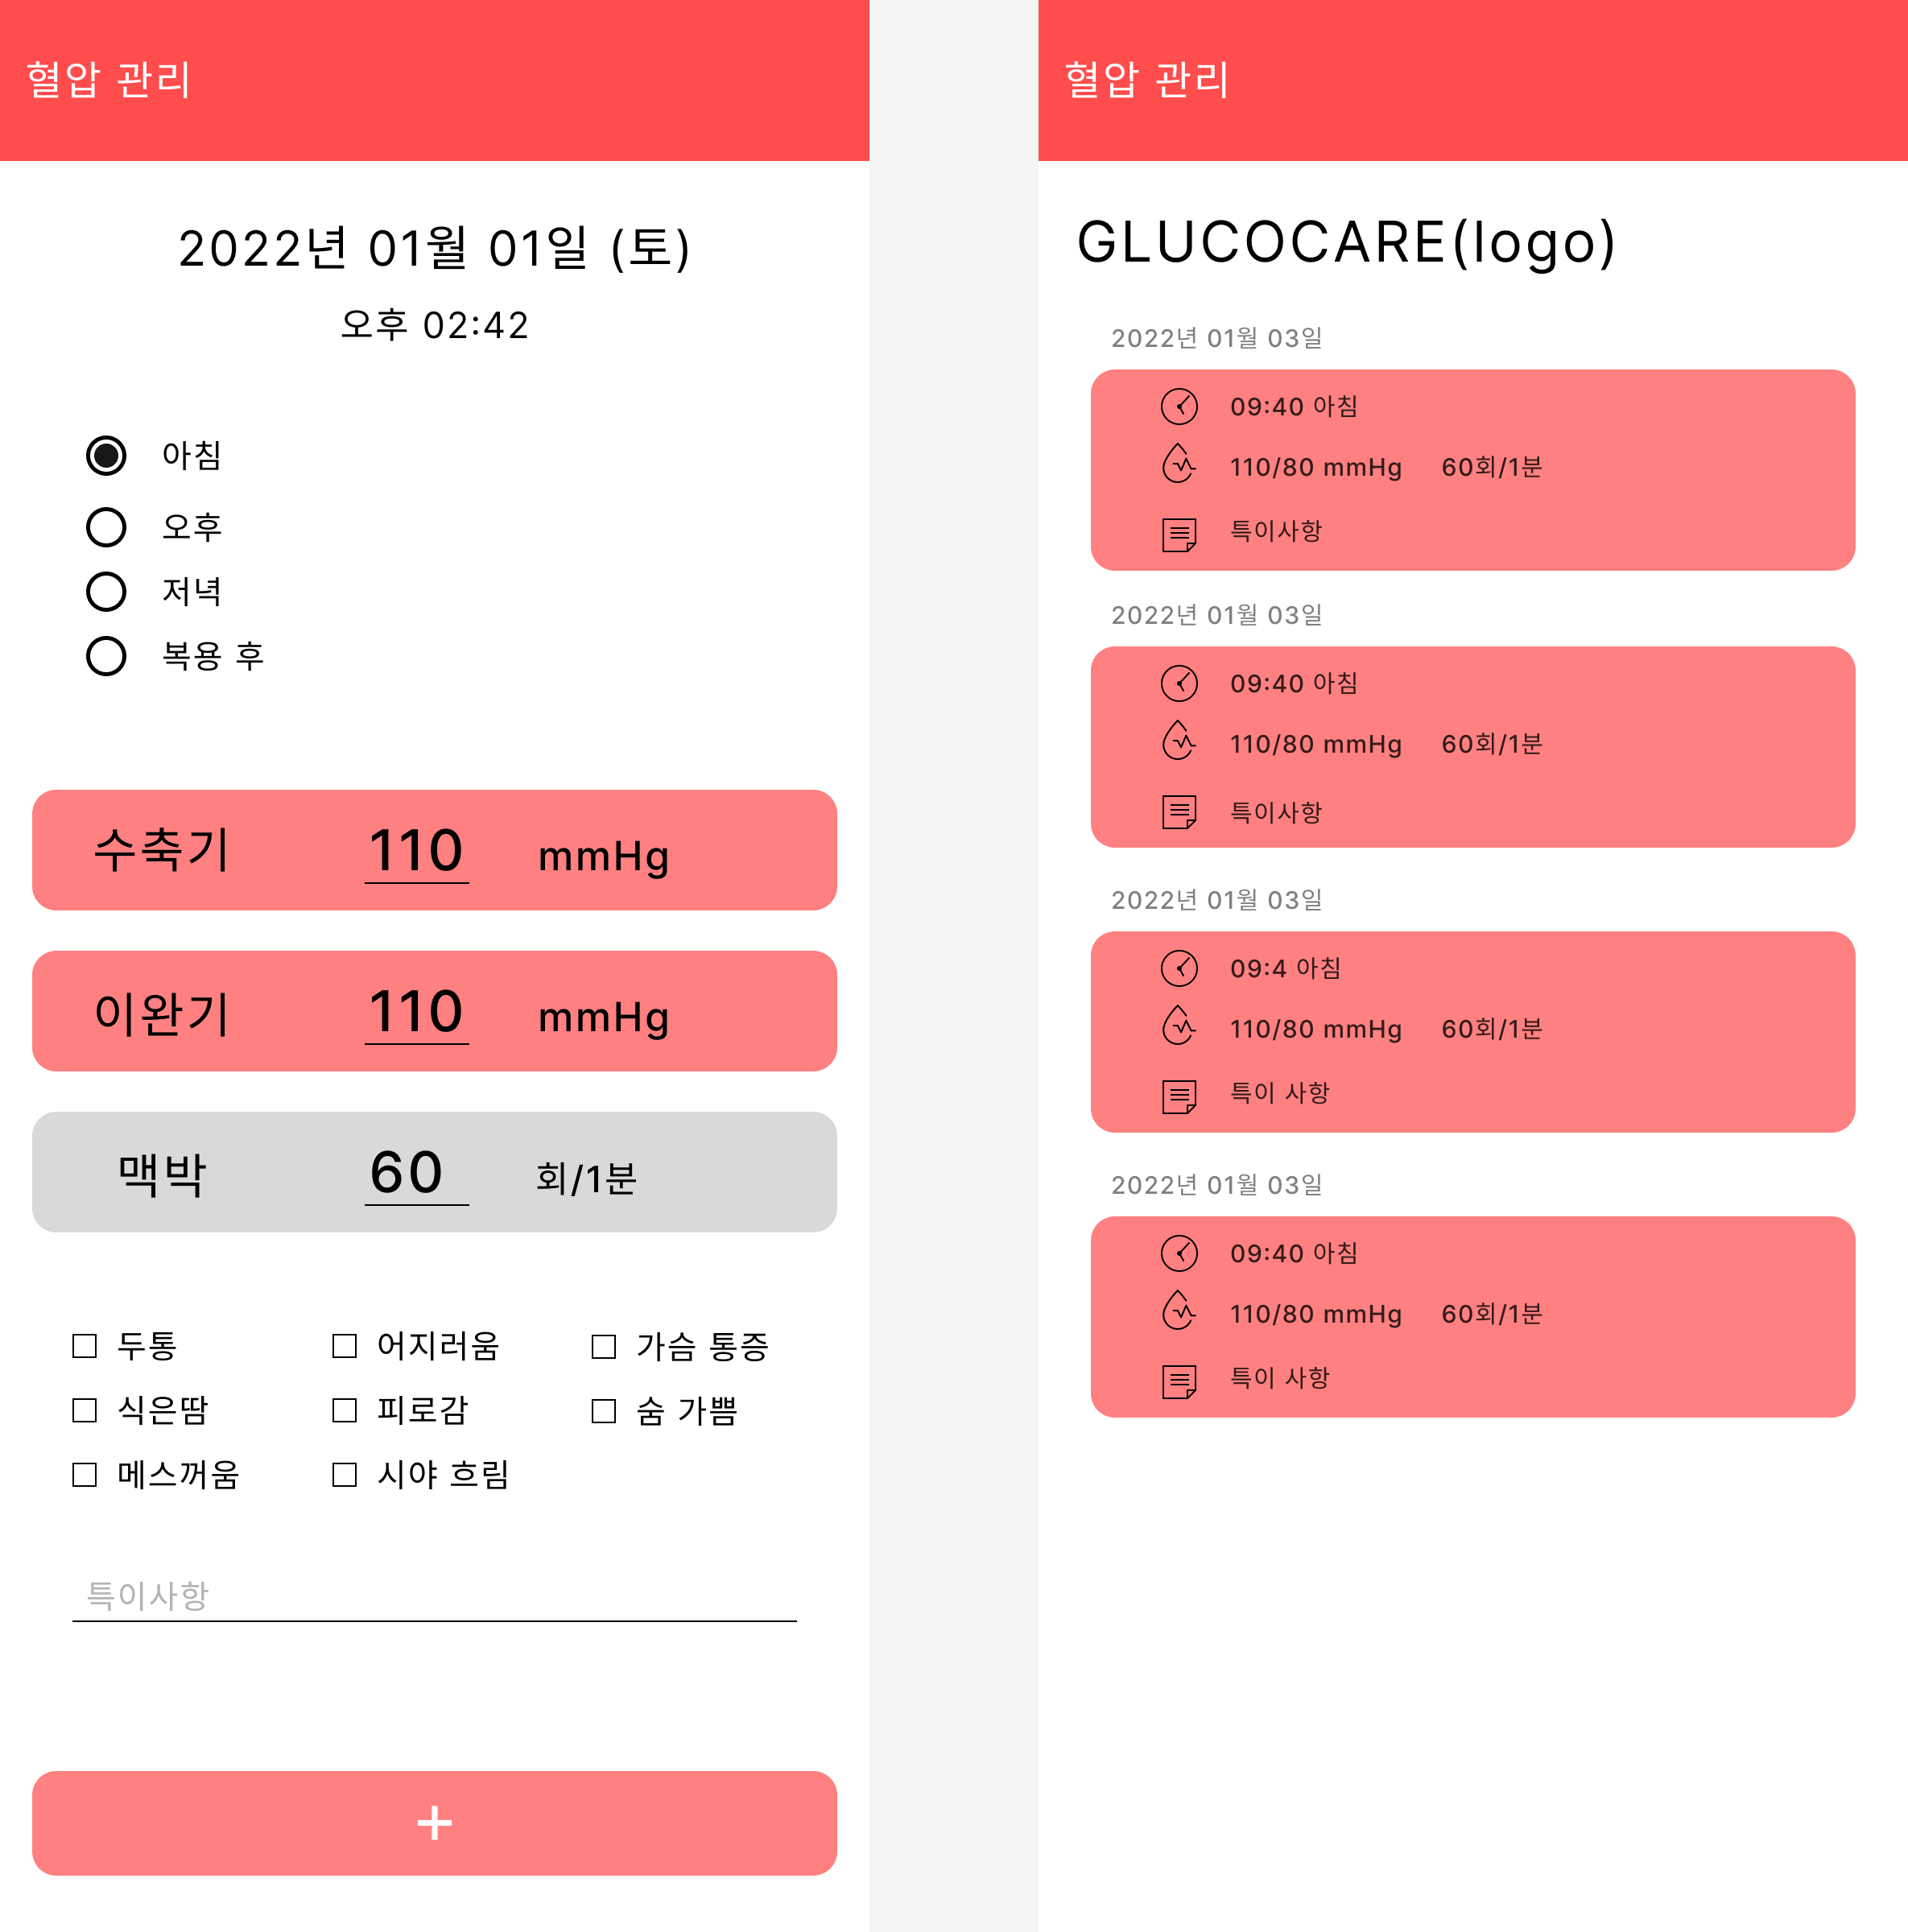 혈압 관리
2022년 01월 01일 (토)
오후 02:42
아침
오후
저녁
복용 후
수축기 110 mmHg
이완기 110 mmHg
맥박 60 회/1분
두통 어지러움 가슴 통증
식은땀 피로감 숨 가쁨
메스꺼움 시야 흐림
특이사항
+
혈압 관리
GLUCOCARE(logo)
2022년 01월 03일
09:40 아침
110/80 mmHg 60회/1분
특이사항
2022년 01월 03일
09:40 아침
110/80 mmHg 60회/1분
특이사항
2022년 01월 03일
09:4 아침
110/80 mmHg 60회/1분
특이 사항
2022년 01월 03일
09:40 아침
110/80 mmHg 60회/1분
특이 사항